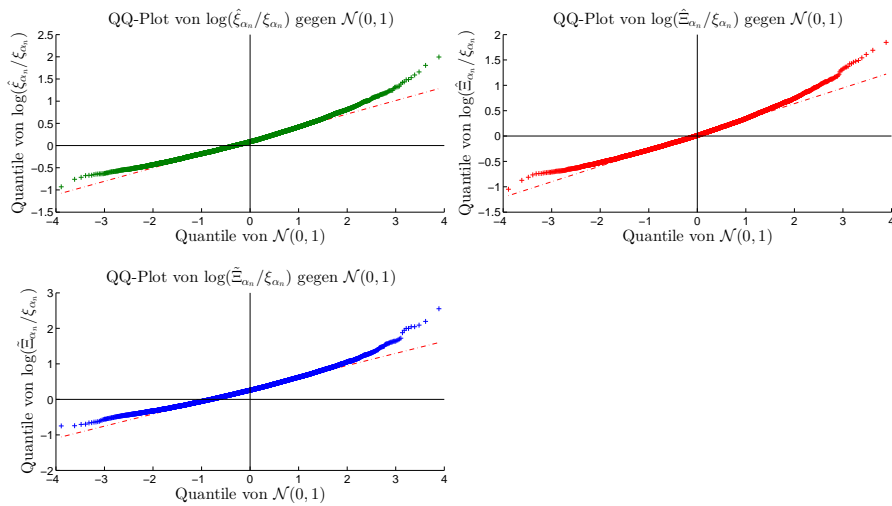 QQ-Plot von log(ξ̂_{α_n}/ξ_{α_n}) gegen 𝒩(0, 1)
Quantile von log(ξ̂_{α_n}/ξ_{α_n})
2.5
2
1.5
1
0.5
0
−0.5
−1
−1.5
−4 −3 −2 −1 0 1 2 3 4
Quantile von 𝒩(0, 1)
QQ-Plot von log(Ξ̂_{α_n}/ξ_{α_n}) gegen 𝒩(0, 1)
Quantile von log(Ξ̂_{α_n}/ξ_{α_n})
2
1.5
1
0.5
0
−0.5
−1
−1.5
−4 −3 −2 −1 0 1 2 3 4
Quantile von 𝒩(0, 1)
QQ-Plot von log(Ξ̃_{α_n}/ξ_{α_n}) gegen 𝒩(0, 1)
Quantile von log(Ξ̃_{α_n}/ξ_{α_n})
3
2
1
0
−1
−2
−4 −3 −2 −1 0 1 2 3 4
Quantile von 𝒩(0, 1)